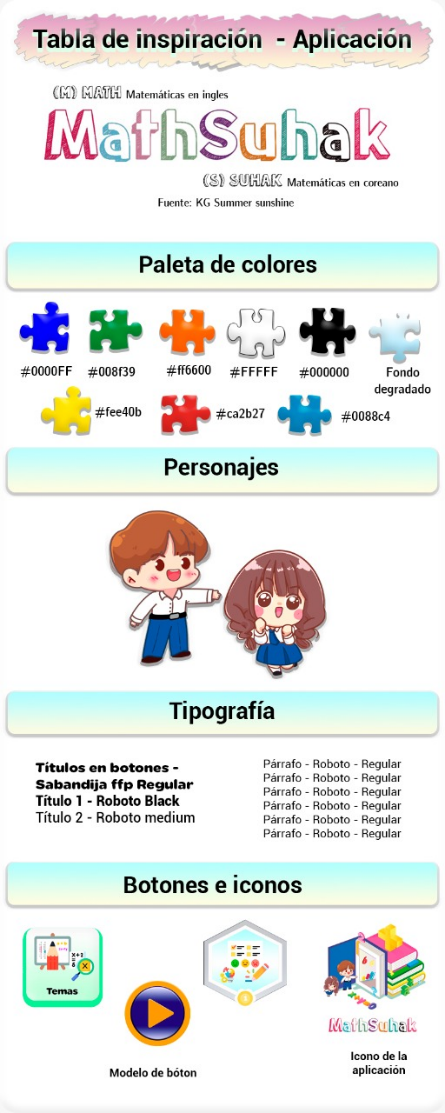 Tabla de inspiración - Aplicación
(M) MATH Matemáticas en ingles
MathSuhak
(S) SUHAK Matemáticas en coreano
Fuente: KG Summer sunshine
Paleta de colores
#0000FF #008f39 #ff6600 #FFFFFF #000000 Fondo
degradado
#fee40b #ca2b27 #0088c4
Personajes
Tipografía
Títulos en botones -
Sabandija ffp Regular
Título 1 - Roboto Black
Título 2 - Roboto medium
Párrafo - Roboto - Regular
Párrafo - Roboto - Regular
Párrafo - Roboto - Regular
Párrafo - Roboto - Regular
Párrafo - Roboto - Regular
Párrafo - Roboto - Regular
Botones e iconos
Temas
Modelo de bóton
MathSuhak
Icono de la
aplicación